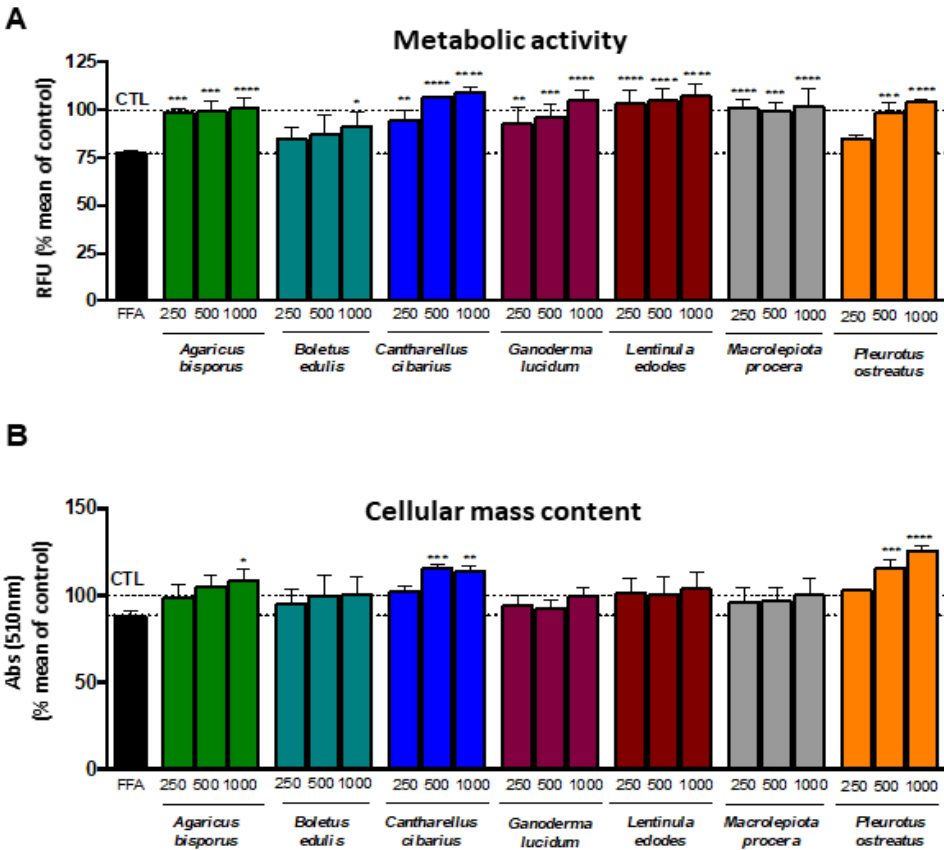 A
Metabolic activity
RFU (% mean of control)
125
100
75
50
25
0
CTL
*** *** **** * ** **** **** ** *** **** **** **** **** **** *** **** *** ****
FFA 250 500 1000 250 500 1000 250 500 1000 250 500 1000 250 500 1000 250 500 1000 250 500 1000
Agaricus bisporus
Boletus edulis
Cantharellus cibarius
Ganoderma lucidum
Lentinula edodes
Macrolepiota procera
Pleurotus ostreatus
B
Cellular mass content
Abs (510nm)
(% mean of control)
150
100
50
0
CTL
* *** ** *** ****
FFA 250 500 1000 250 500 1000 250 500 1000 250 500 1000 250 500 1000 250 500 1000 250 500 1000
Agaricus bisporus
Boletus edulis
Cantharellus cibarius
Ganoderma lucidum
Lentinula edodes
Macrolepiota procera
Pleurotus ostreatus